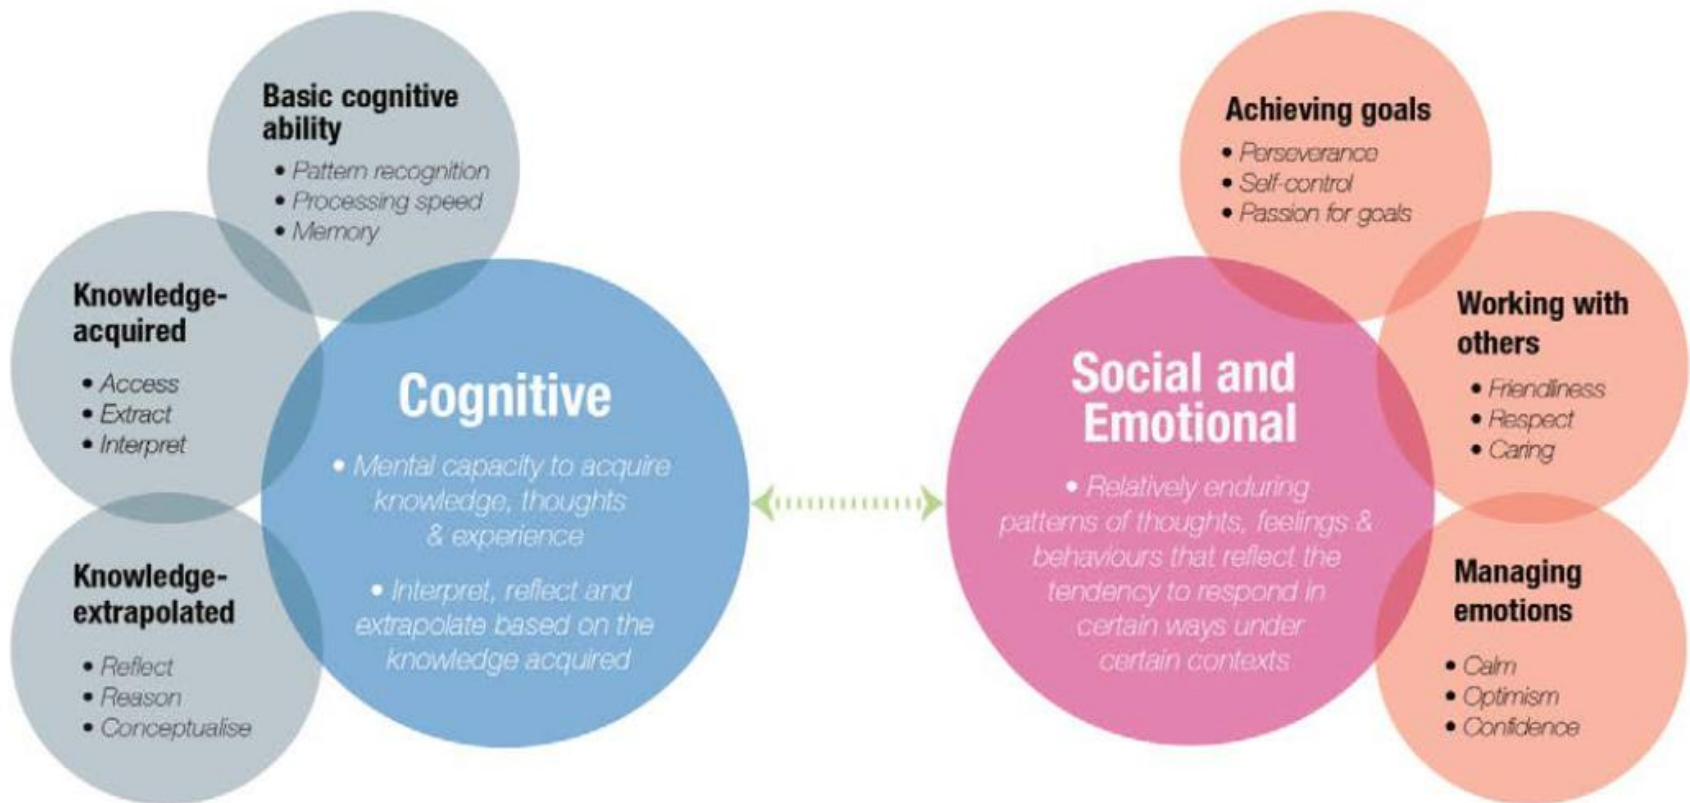 Basic cognitive
ability
• Pattern recognition
• Processing speed
• Memory
Knowledge-
acquired
• Access
• Extract
• Interpret
Knowledge-
extrapolated
• Reflect
• Reason
• Conceptualise
Cognitive
• Mental capacity to acquire
knowledge, thoughts
& experience
• Interpret, reflect and
extrapolate based on the
knowledge acquired
Social and
Emotional
• Relatively enduring
patterns of thoughts, feelings &
behaviours that reflect the
tendency to respond in
certain ways under
certain contexts
Achieving goals
• Perseverance
• Self-control
• Passion for goals
Working with
others
• Friendliness
• Respect
• Caring
Managing
emotions
• Calm
• Optimism
• Confidence